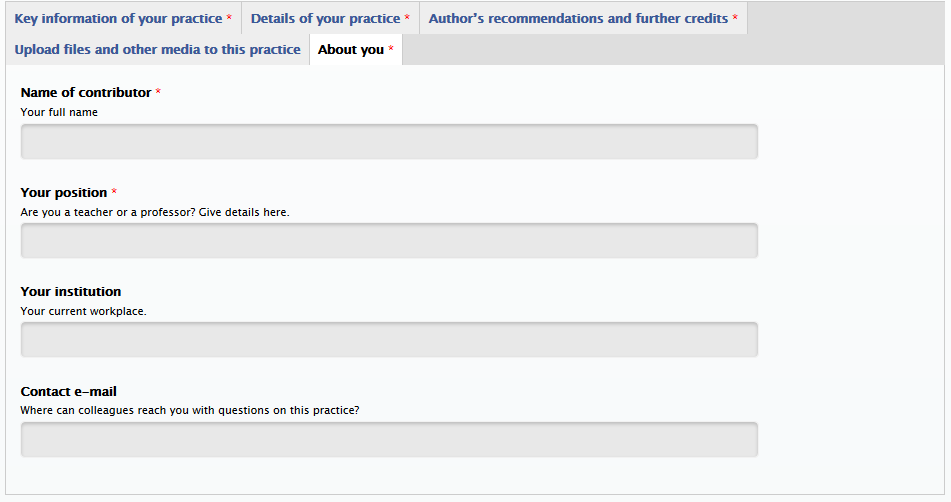 Key information of your practice * Details of your practice * Author's recommendations and further credits *
Upload files and other media to this practice About you *
Name of contributor *
Your full name
Your position *
Are you a teacher or a professor? Give details here.
Your institution
Your current workplace.
Contact e-mail
Where can colleagues reach you with questions on this practice?